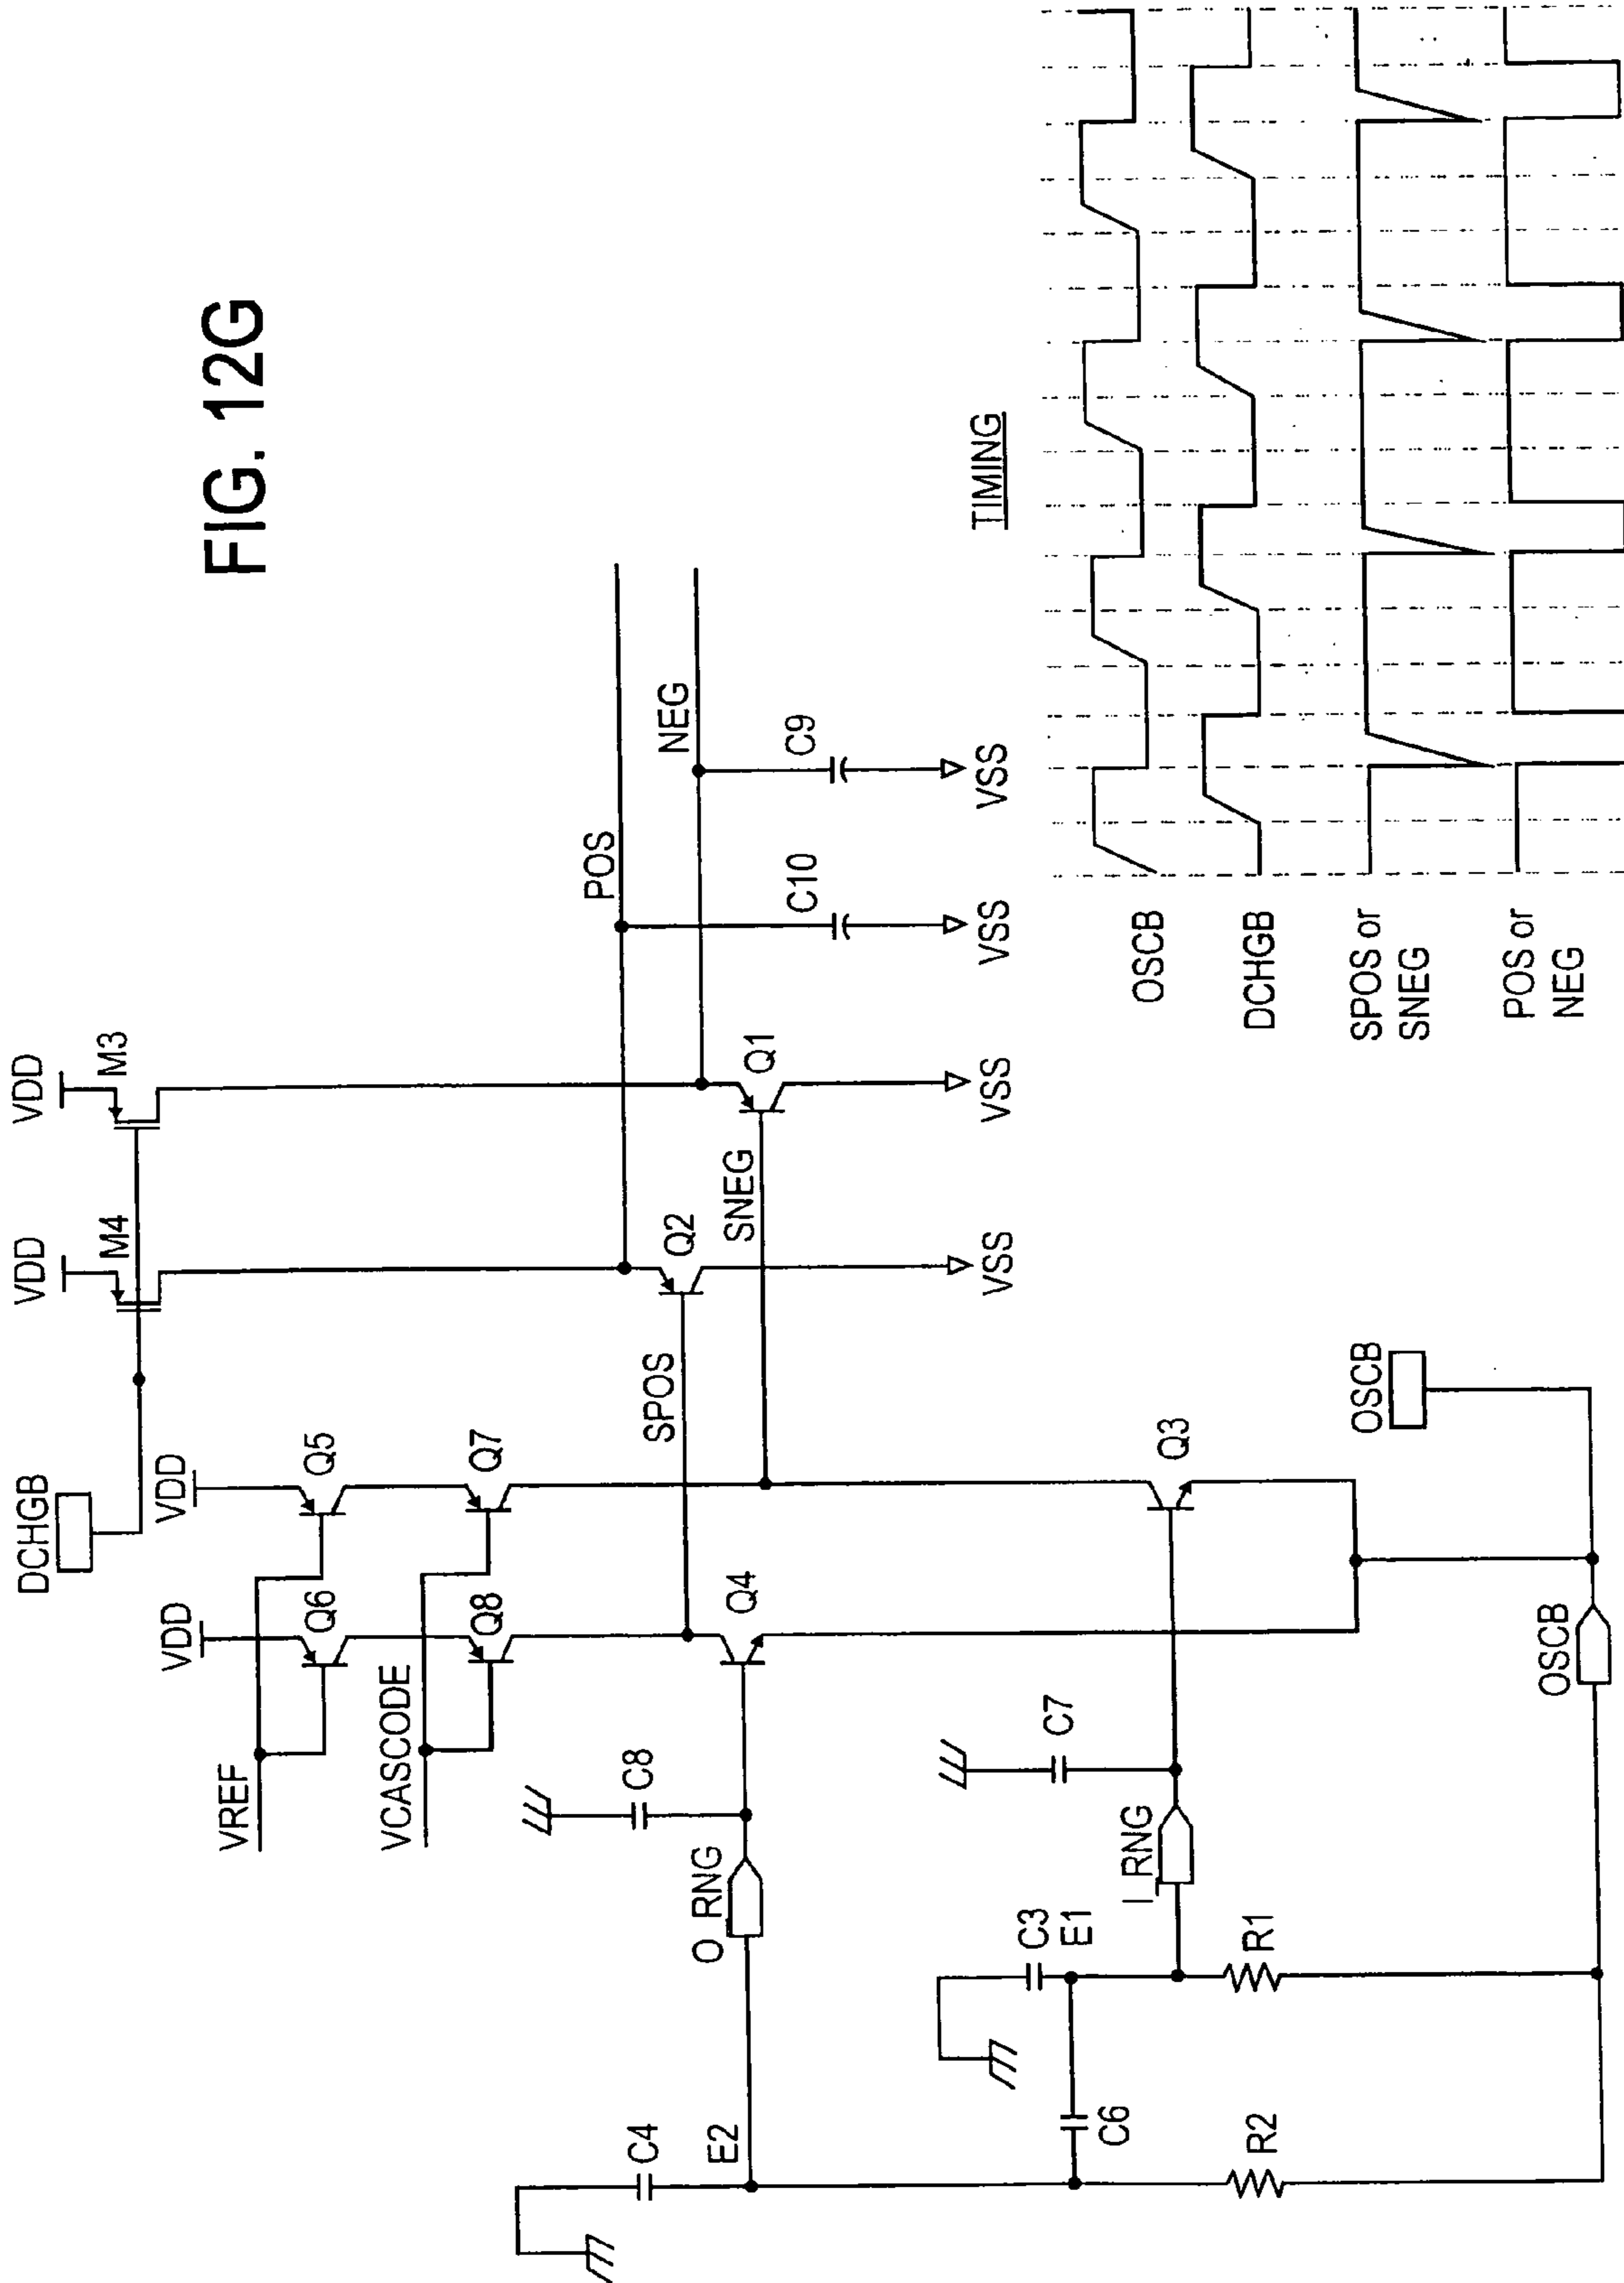 FIG. 12G
DCHGB
VDD
VDD
M4
M3
VREF
VDD
VDD
Q6
Q5
VCASCODE
Q8
Q7
SPOS
Q2
POS
SNEG
Q1
NEG
Q4
C10
C9
VSS
VSS
VSS
VSS
C4
E2
O_RNG
C8
C3
E1
C6
I_RNG
C7
Q3
R2
R1
OSCB
OSCB
TIMING
OSCB
DCHGB
SPOS or
SNEG
POS or
NEG